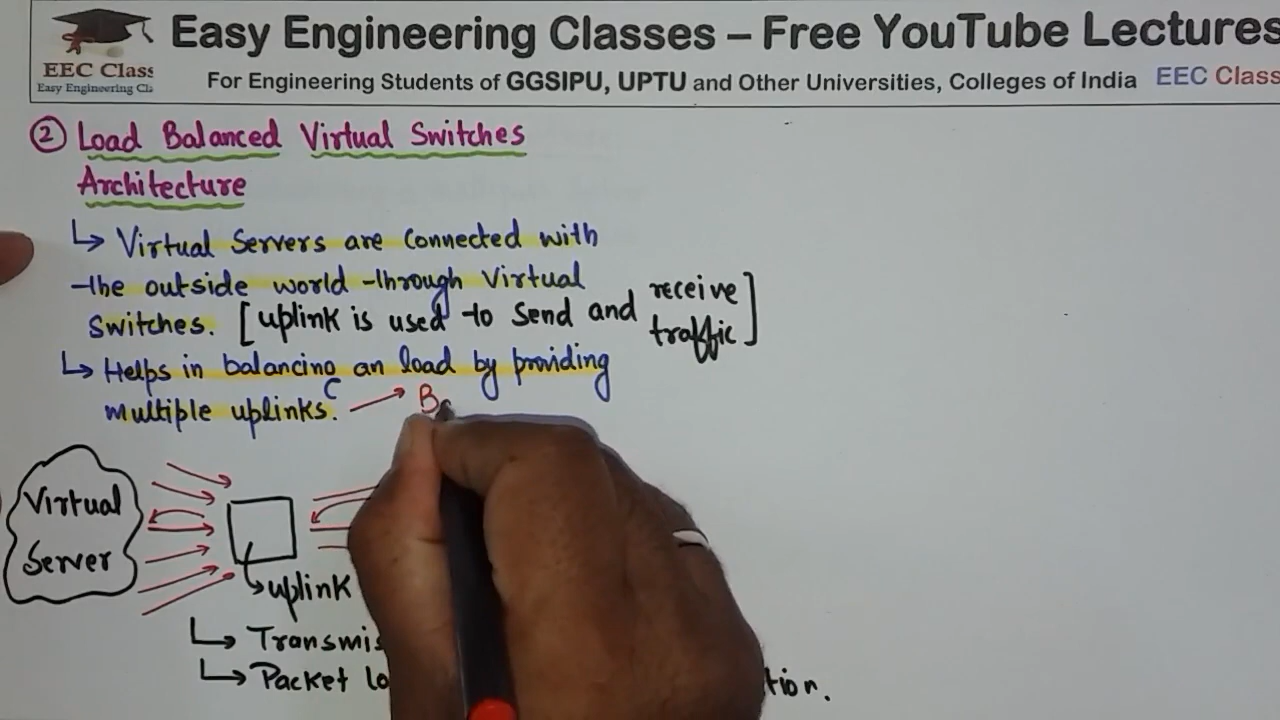 Easy Engineering Classes – Free YouTube Lectures
EEC Class
Easy Engineering Cla
For Engineering Students of GGSIPU, UPTU and Other Universities, Colleges of India EEC Class
② Load Balanced Virtual Switches
Architecture
↳ Virtual Servers are connected with
the outside world through Virtual
Switches. [uplink is used to send and receive
traffic]
↳ Helps in balancing an load by providing
multiple uplinks. → B
Virtual
Server
↳ uplink
↳ Transmis
↳ Packet lo tion.